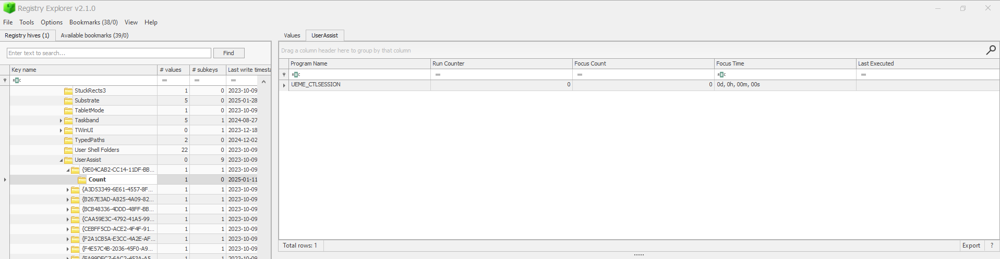 Registry Explorer v2.1.0
File Tools Options Bookmarks (38/0) View Help
Registry hives (1) Available bookmarks (39/0)
Enter text to search... Find
Key name # values # subkeys Last write timesta
ABC = = =
StuckRects3 1 0 2023-10-09
Substrate 5 0 2025-01-28
TabletMode 1 0 2023-10-09
Taskband 5 1 2024-08-27
TWinUI 0 1 2023-12-18
TypedPaths 2 0 2024-12-02
User Shell Folders 22 0 2023-10-09
UserAssist 0 9 2023-10-09
{9E04CAB2-CC14-11DF-BB... 1 1 2023-10-09
Count 1 0 2025-01-11
{A3D53349-6E61-4557-8F... 1 1 2023-10-09
{B267E3AD-A825-4A09-82... 1 1 2023-10-09
{BCB48336-4DDD-48FF-BB... 1 1 2023-10-09
{CAA59E3C-4792-41A5-99... 1 1 2023-10-09
{CEBFF5CD-ACE2-4F4F-91... 1 1 2023-10-09
{F2A1CB5A-E3CC-4A2E-AF... 1 1 2023-10-09
{F4E57C4B-2036-45F0-A9... 1 1 2023-10-09
1 1 2023-10-09
Values UserAssist
Drag a column header here to group by that column
Program Name Run Counter Focus Count Focus Time Last Executed
ABC = = ABC =
UEME_CTLSESSION 0 0 0d, 0h, 00m, 00s
Total rows: 1 Export ?